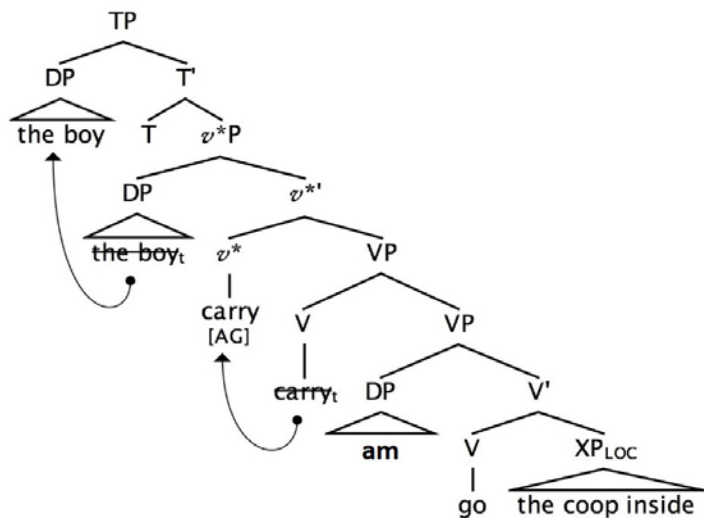 TP
DP T'
the boy T v*P
DP v*'
the boyt v* VP
carry V VP
[AG]
carryt DP V'
am V XPLOC
go the coop inside